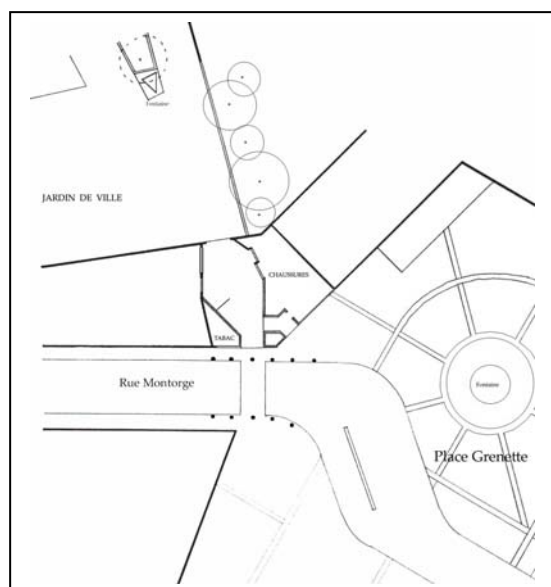 Fontaine
JARDIN DE VILLE
CHAUSSURES
TABAC
Rue Montorge
Fontaine
Place Grenette